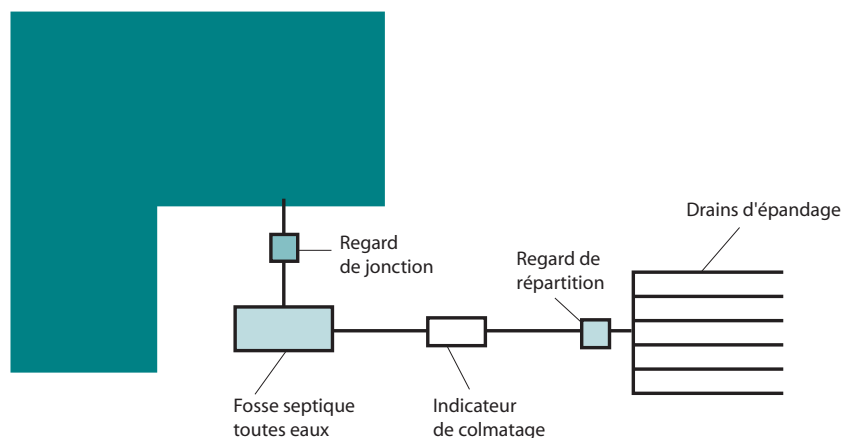 Drains d'épandage
Regard
de jonction
Regard de
répartition
Fosse septique
toutes eaux
Indicateur
de colmatage